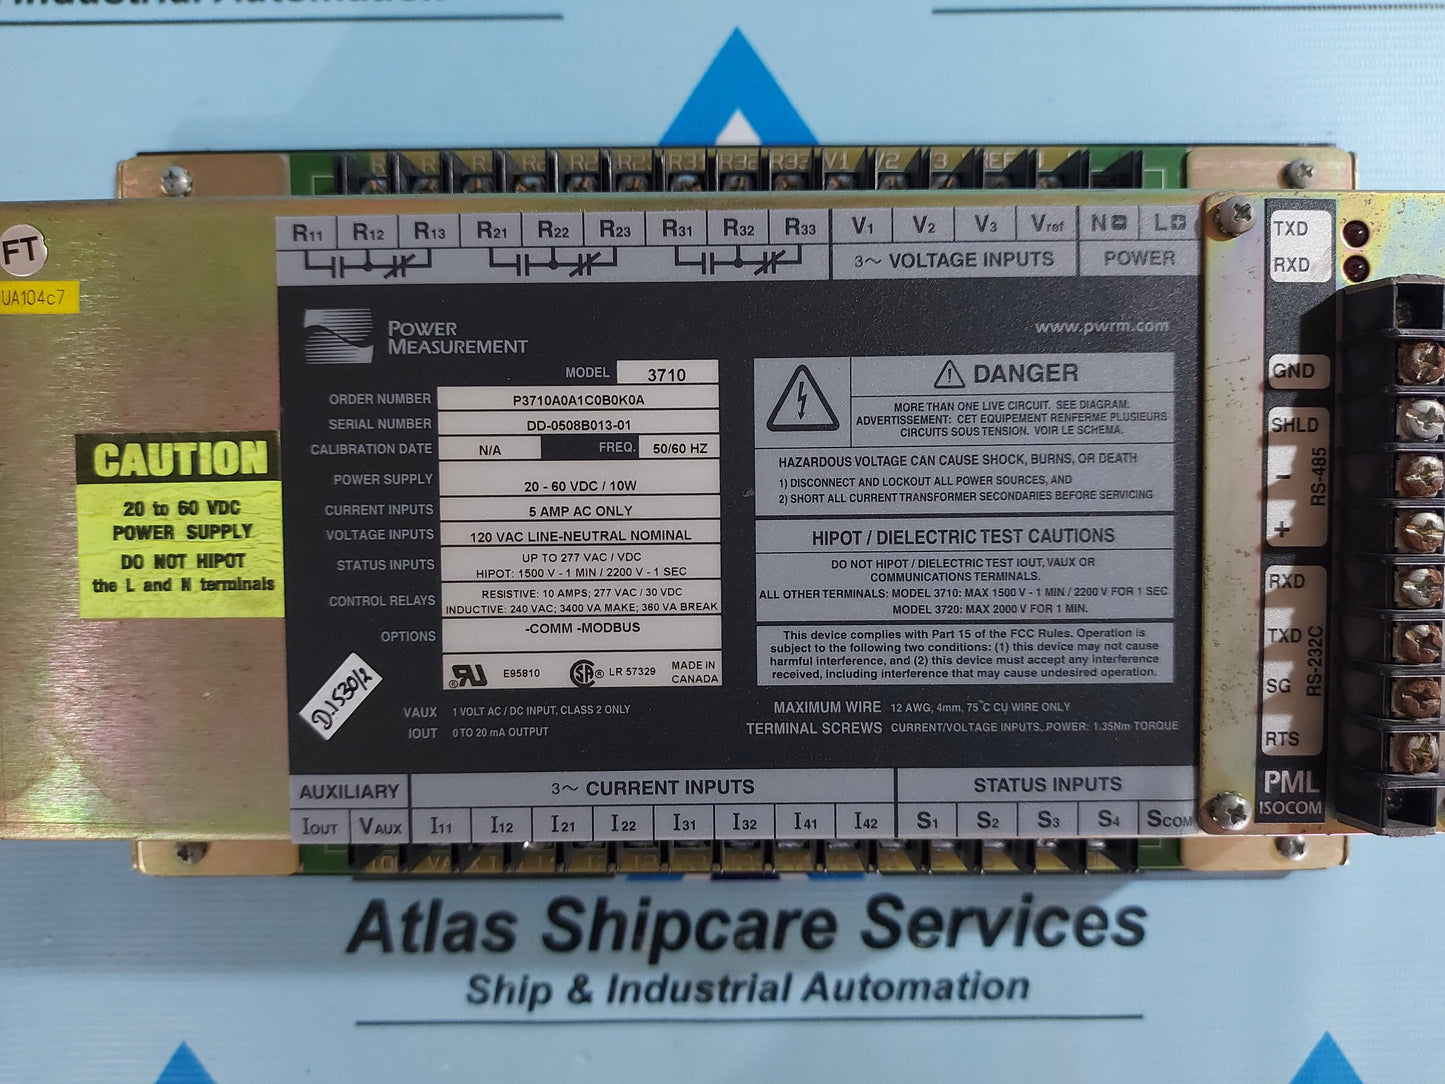 Industrial Automation
R11 R12 R13 R21 R22 R23 R31 R32 R33 V1 V2 V3 Vref N L
3~ VOLTAGE INPUTS POWER
FT
UA104c7
POWER
MEASUREMENT
www.pwrm.com
MODEL 3710
ORDER NUMBER P3710A0A1C0B0K0A
SERIAL NUMBER DD-0508B013-01
CALIBRATION DATE N/A FREQ. 50/60 HZ
POWER SUPPLY 20 - 60 VDC / 10W
CURRENT INPUTS 5 AMP AC ONLY
VOLTAGE INPUTS 120 VAC LINE-NEUTRAL NOMINAL
STATUS INPUTS UP TO 277 VAC / VDC
HIPOT: 1500 V - 1 MIN / 2200 V - 1 SEC
CONTROL RELAYS RESISTIVE: 10 AMPS; 277 VAC / 30 VDC
INDUCTIVE: 240 VAC; 3400 VA MAKE; 360 VA BREAK
OPTIONS -COMM -MODBUS
E95810 LR 57329 MADE IN
CANADA
VAUX 1 VOLT AC / DC INPUT, CLASS 2 ONLY
IOUT 0 TO 20 mA OUTPUT
CAUTION
20 to 60 VDC
POWER SUPPLY
DO NOT HIPOT
the L and N terminals
D.1530/2
DANGER
MORE THAN ONE LIVE CIRCUIT. SEE DIAGRAM.
ADVERTISSEMENT: CET EQUIPEMENT RENFERME PLUSIEURS
CIRCUITS SOUS TENSION. VOIR LE SCHEMA.
HAZARDOUS VOLTAGE CAN CAUSE SHOCK, BURNS, OR DEATH
1) DISCONNECT AND LOCKOUT ALL POWER SOURCES, AND
2) SHORT ALL CURRENT TRANSFORMER SECONDARIES BEFORE SERVICING
HIPOT / DIELECTRIC TEST CAUTIONS
DO NOT HIPOT / DIELECTRIC TEST IOUT, VAUX OR
COMMUNICATIONS TERMINALS.
ALL OTHER TERMINALS: MODEL 3710: MAX 1500 V - 1 MIN / 2200 V FOR 1 SEC
MODEL 3720: MAX 2000 V FOR 1 MIN.
This device complies with Part 15 of the FCC Rules. Operation is
subject to the following two conditions: (1) this device may not cause
harmful interference, and (2) this device must accept any interference
received, including interference that may cause undesired operation.
MAXIMUM WIRE 12 AWG, 4mm, 75°C CU WIRE ONLY
TERMINAL SCREWS CURRENT/VOLTAGE INPUTS, POWER: 1.35Nm TORQUE
AUXILIARY 3~ CURRENT INPUTS STATUS INPUTS
IOUT VAUX I11 I12 I21 I22 I31 I32 I41 I42 S1 S2 S3 S4 SCOM
TXD
RXD
GND
SHLD
-
+
RS-485
RXD
TXD
SG
RTS
RS-232C
PML
ISOCOM
Atlas Shipcare Services
Ship & Industrial Automation